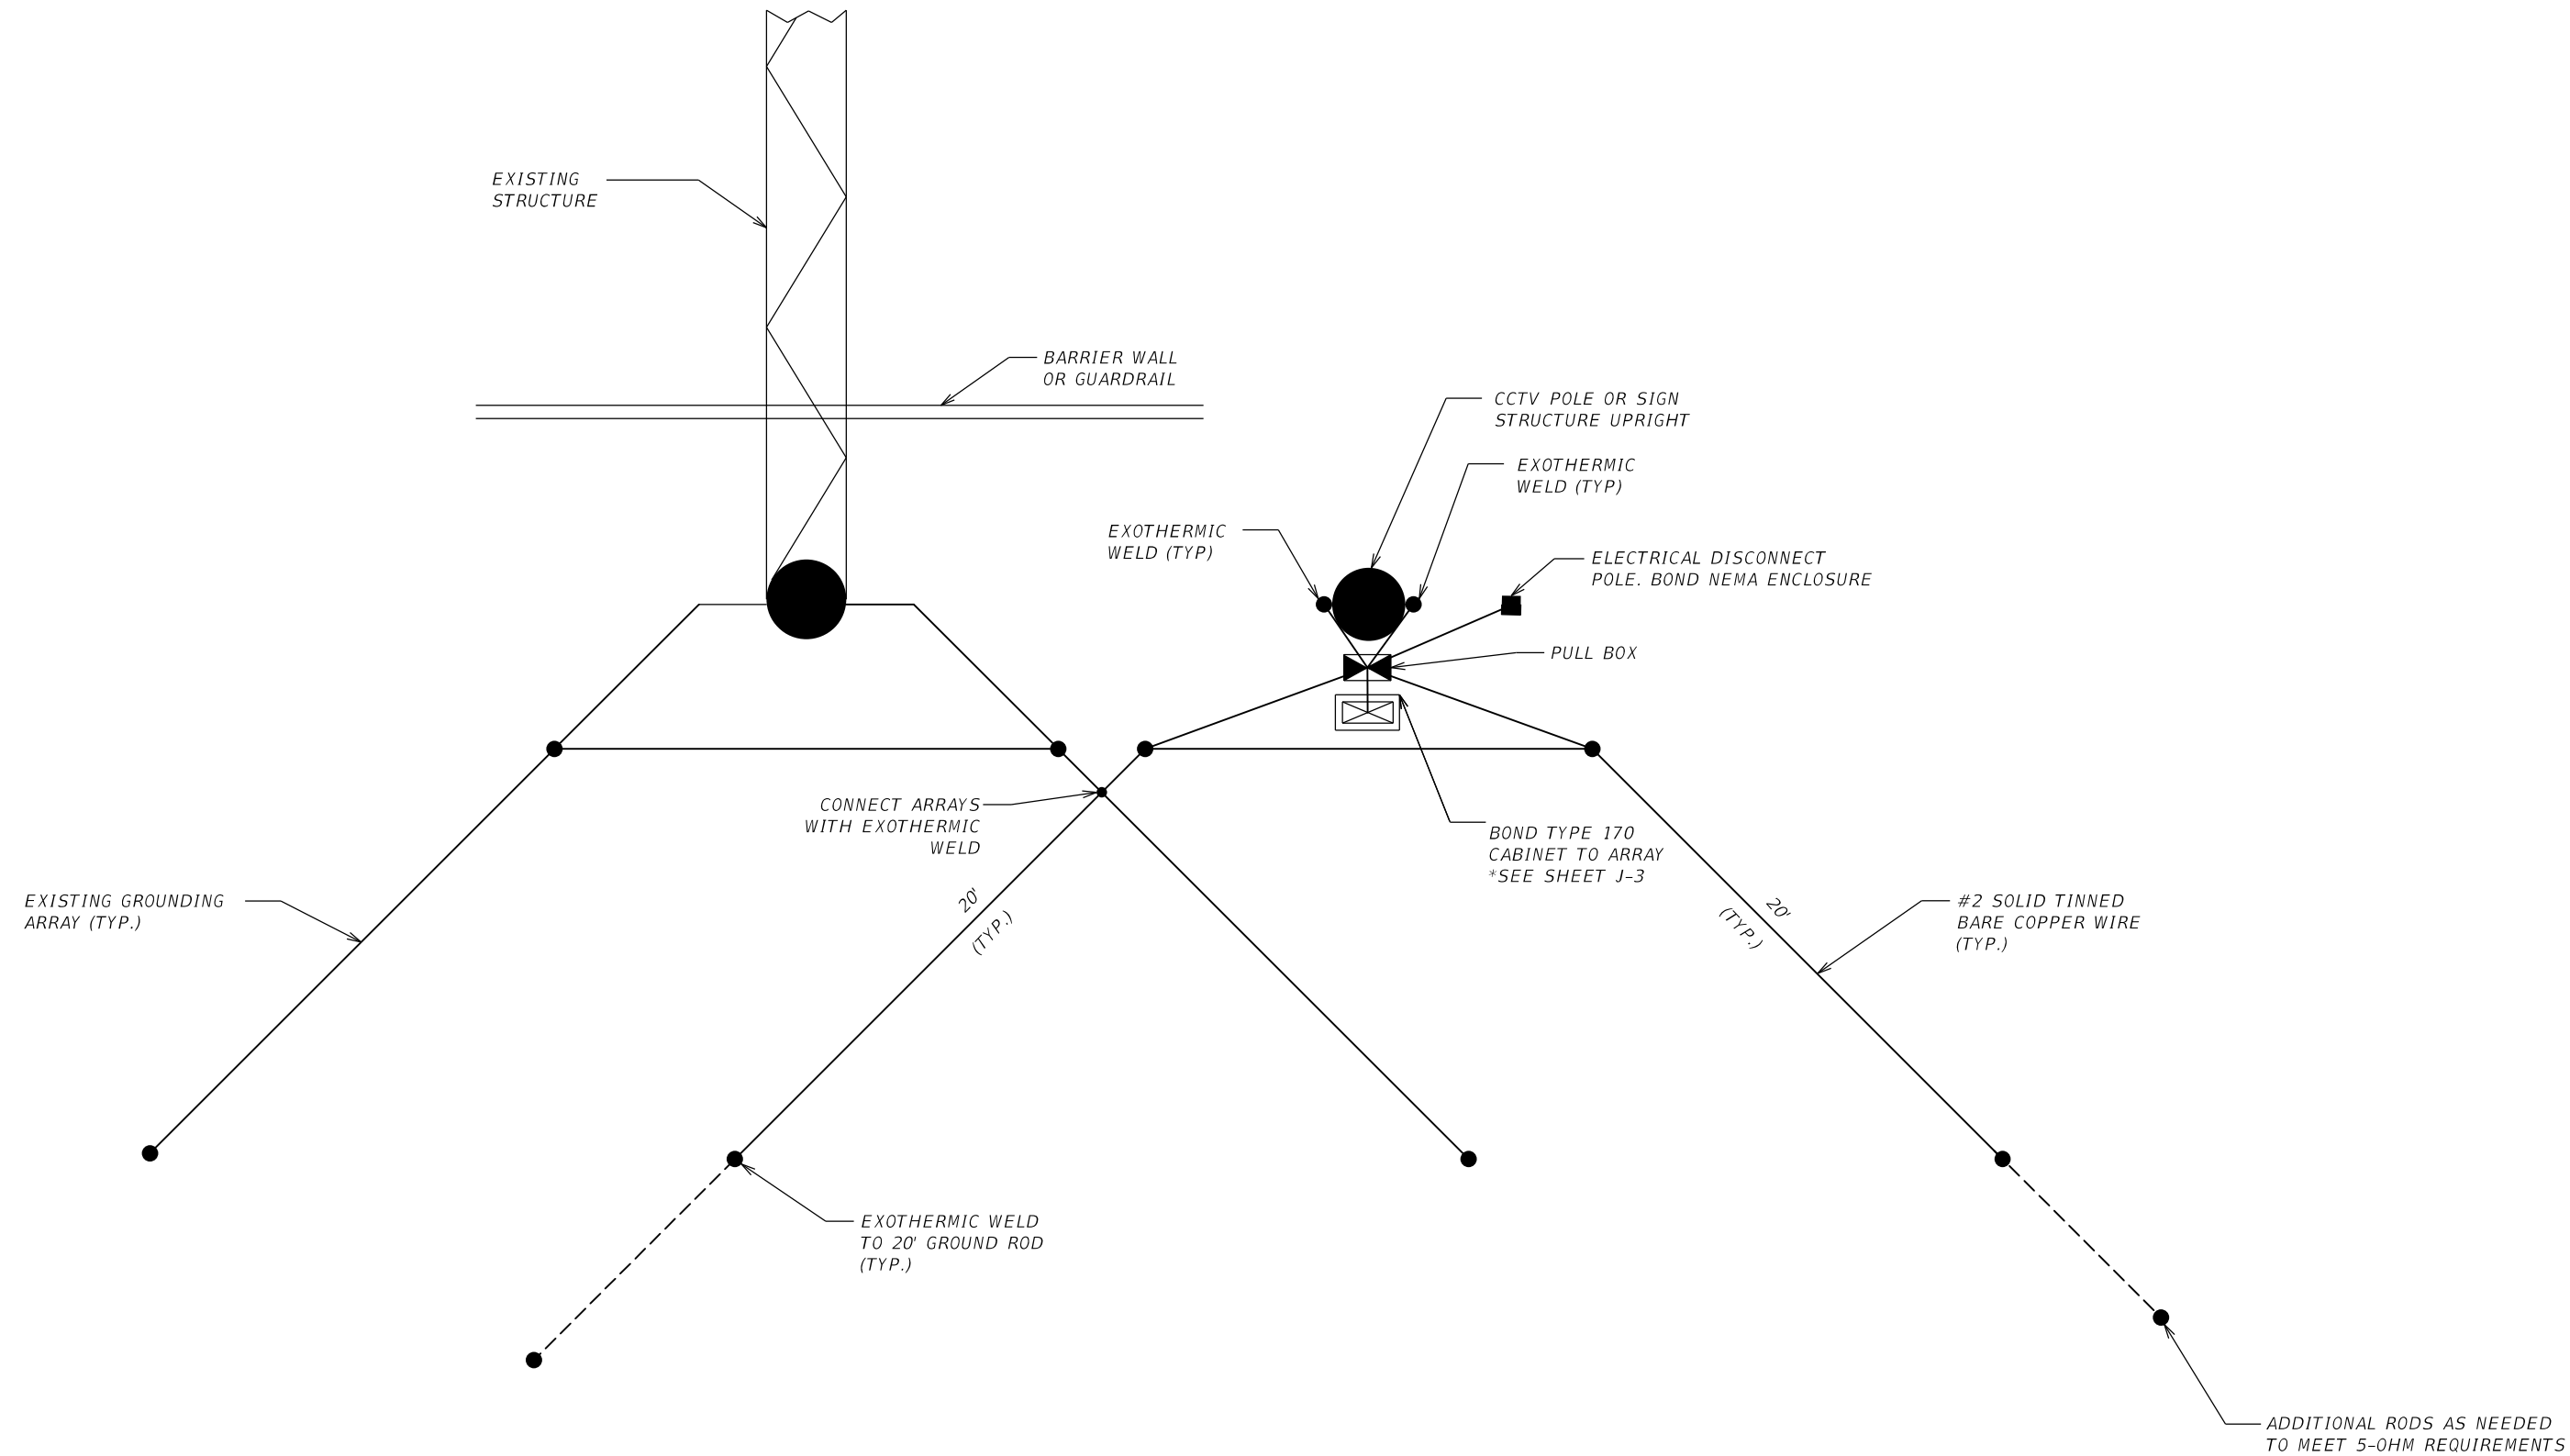 EXISTING
STRUCTURE
BARRIER WALL
OR GUARDRAIL
CCTV POLE OR SIGN
STRUCTURE UPRIGHT
EXOTHERMIC
WELD (TYP)
EXOTHERMIC
WELD (TYP)
ELECTRICAL DISCONNECT
POLE. BOND NEMA ENCLOSURE
PULL BOX
CONNECT ARRAYS
WITH EXOTHERMIC
WELD
BOND TYPE 170
CABINET TO ARRAY
*SEE SHEET J-3
EXISTING GROUNDING
ARRAY (TYP.)
20'
(TYP.)
20'
(TYP.)
#2 SOLID TINNED
BARE COPPER WIRE
(TYP.)
EXOTHERMIC WELD
TO 20' GROUND ROD
(TYP.)
ADDITIONAL RODS AS NEEDED
TO MEET 5-OHM REQUIREMENTS